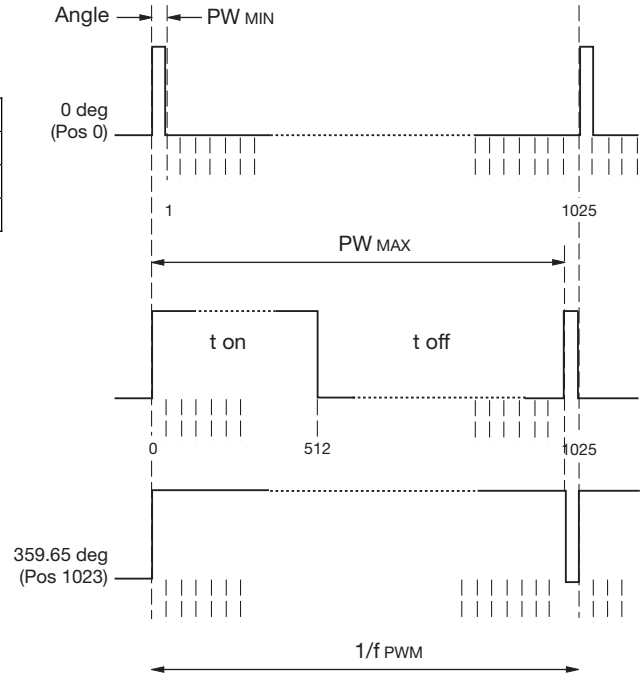 Angle PW MIN
0 deg
(Pos 0)
1 1025
PW MAX
t on t off
0 512 1025
359.65 deg
(Pos 1023)
1/f PWM